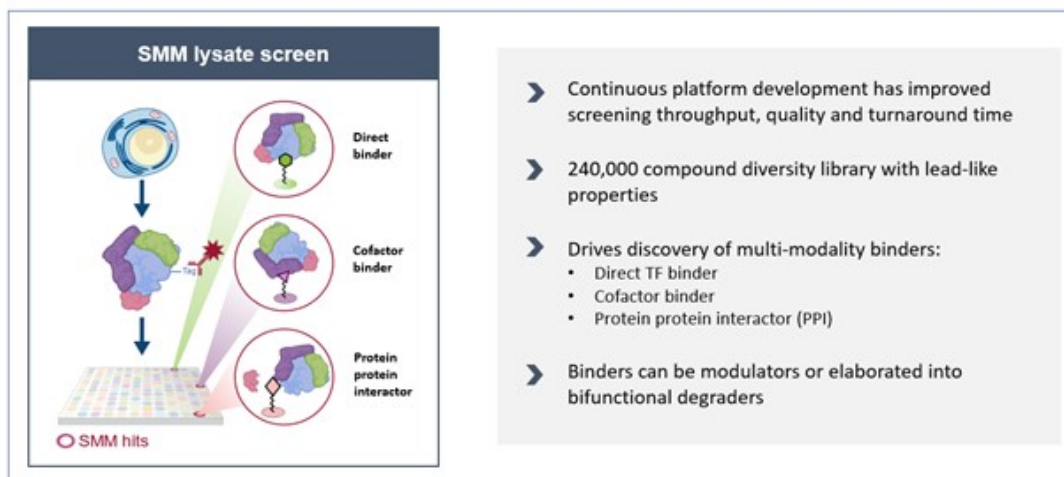 SMM lysate screen
Direct
binder
Tag
Cofactor
binder
Protein
protein
interactor
SMM hits
Continuous platform development has improved
screening throughput, quality and turnaround time
240,000 compound diversity library with lead-like
properties
Drives discovery of multi-modality binders:
• Direct TF binder
• Cofactor binder
• Protein protein interactor (PPI)
Binders can be modulators or elaborated into
bifunctional degraders